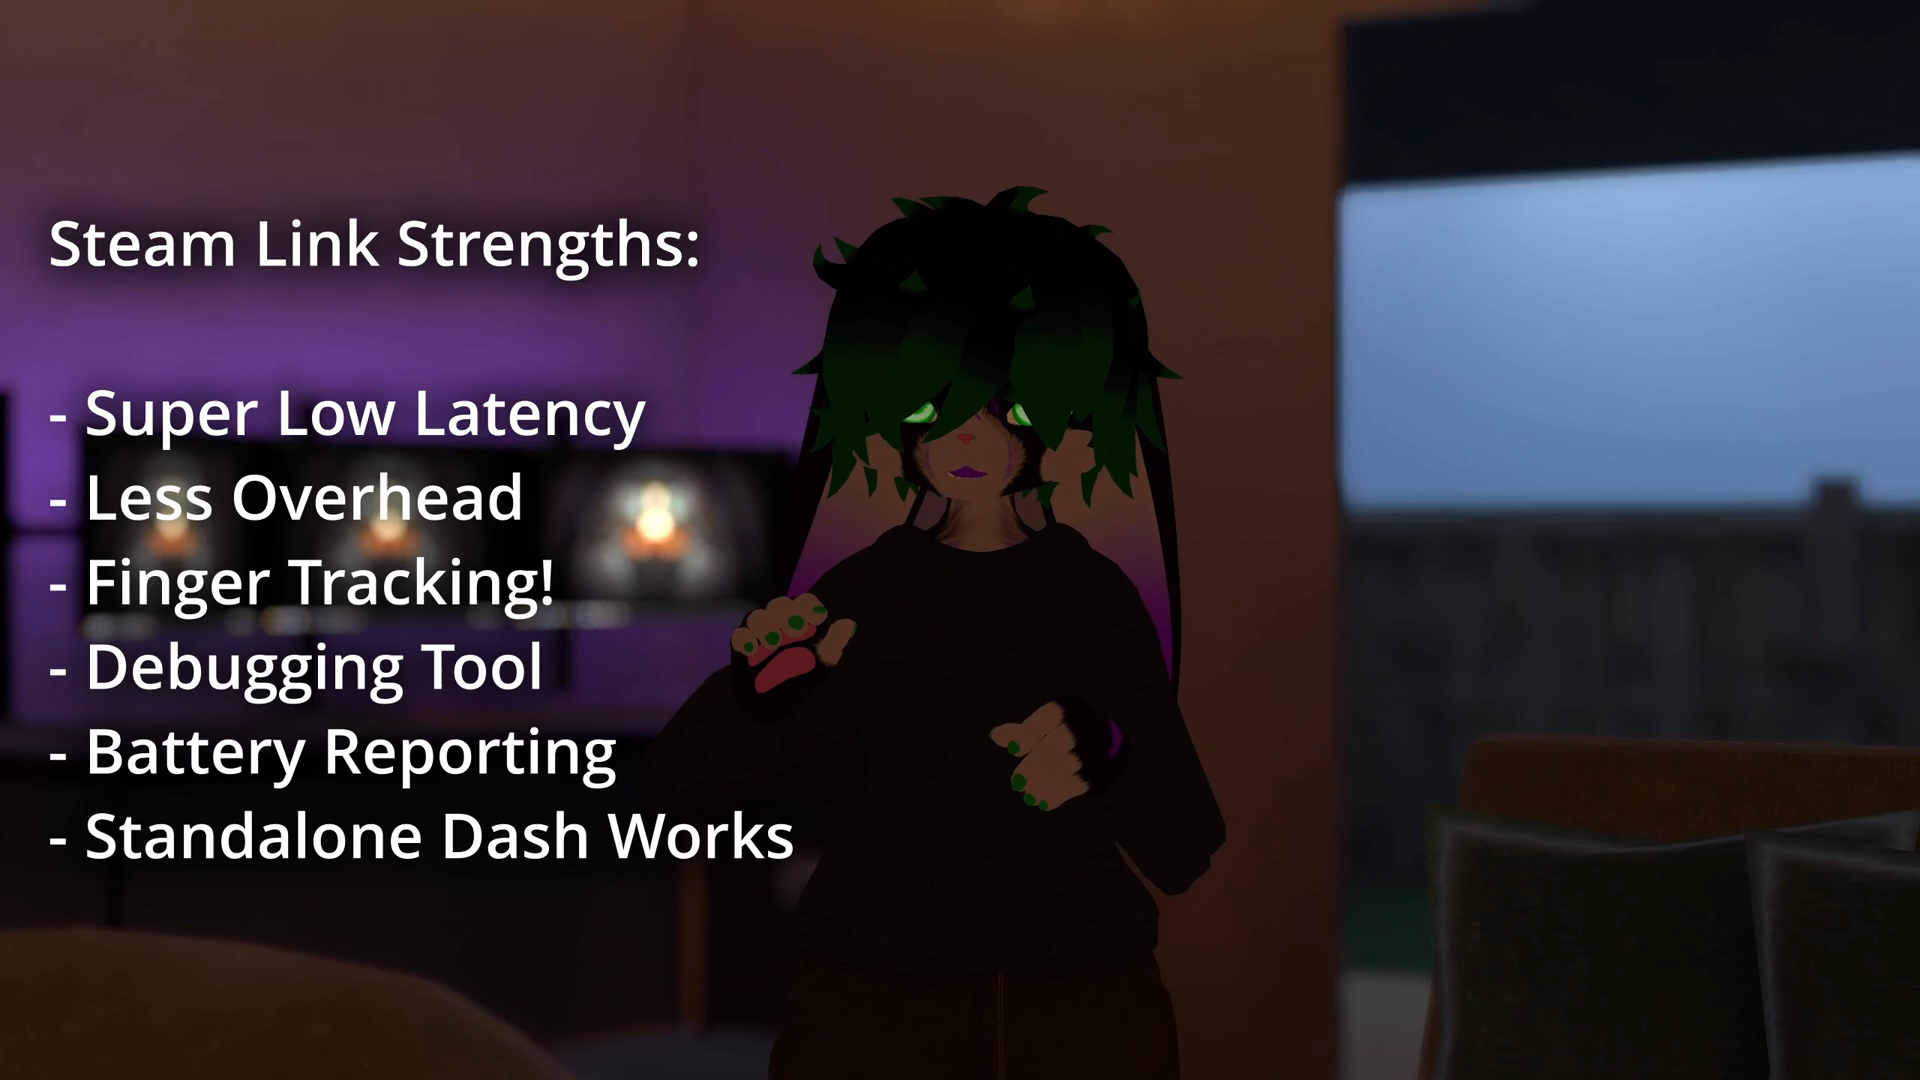 Steam Link Strengths:
- Super Low Latency
- Less Overhead
- Finger Tracking!
- Debugging Tool
- Battery Reporting
- Standalone Dash Works